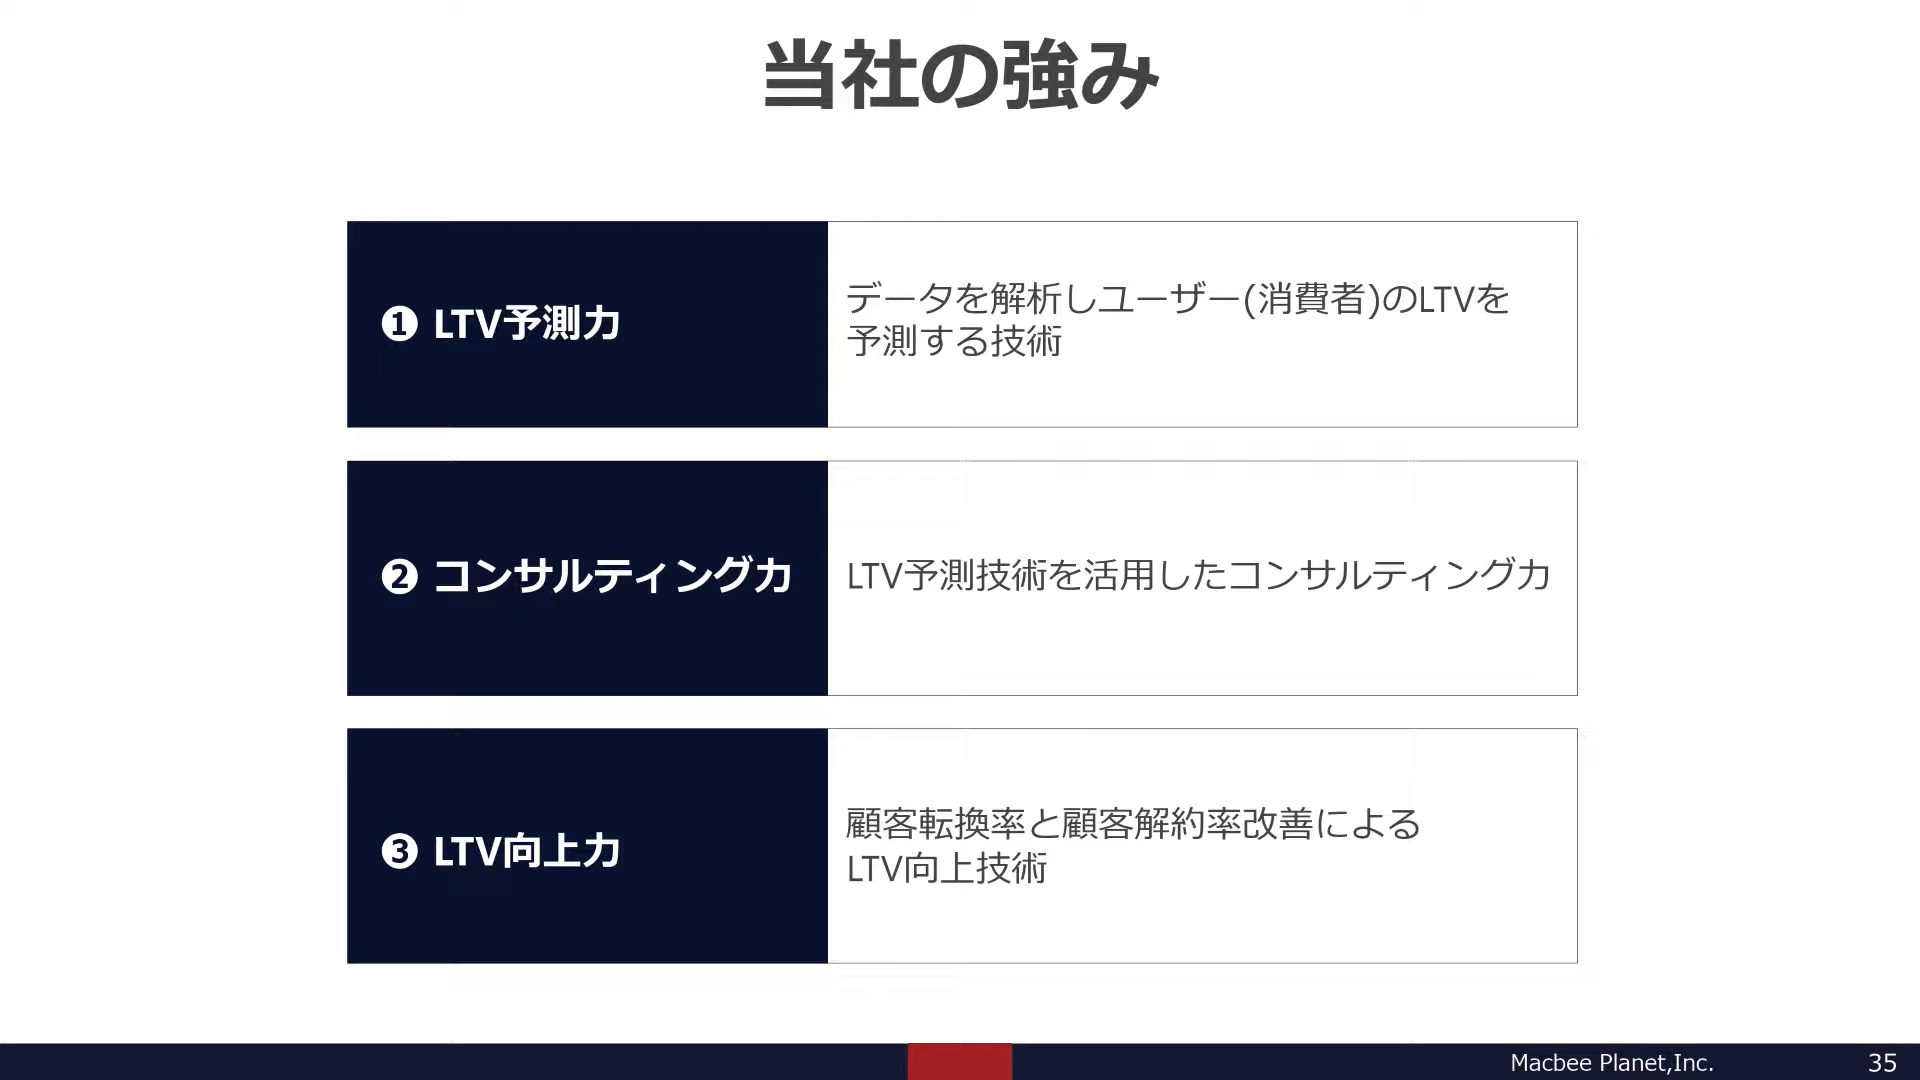 当社の強み
❶ LTV予測力
データを解析しユーザー(消費者)のLTVを
予測する技術
❷ コンサルティング力
LTV予測技術を活用したコンサルティング力
❸ LTV向上力
顧客転換率と顧客解約率改善による
LTV向上技術
Macbee Planet,Inc.
35